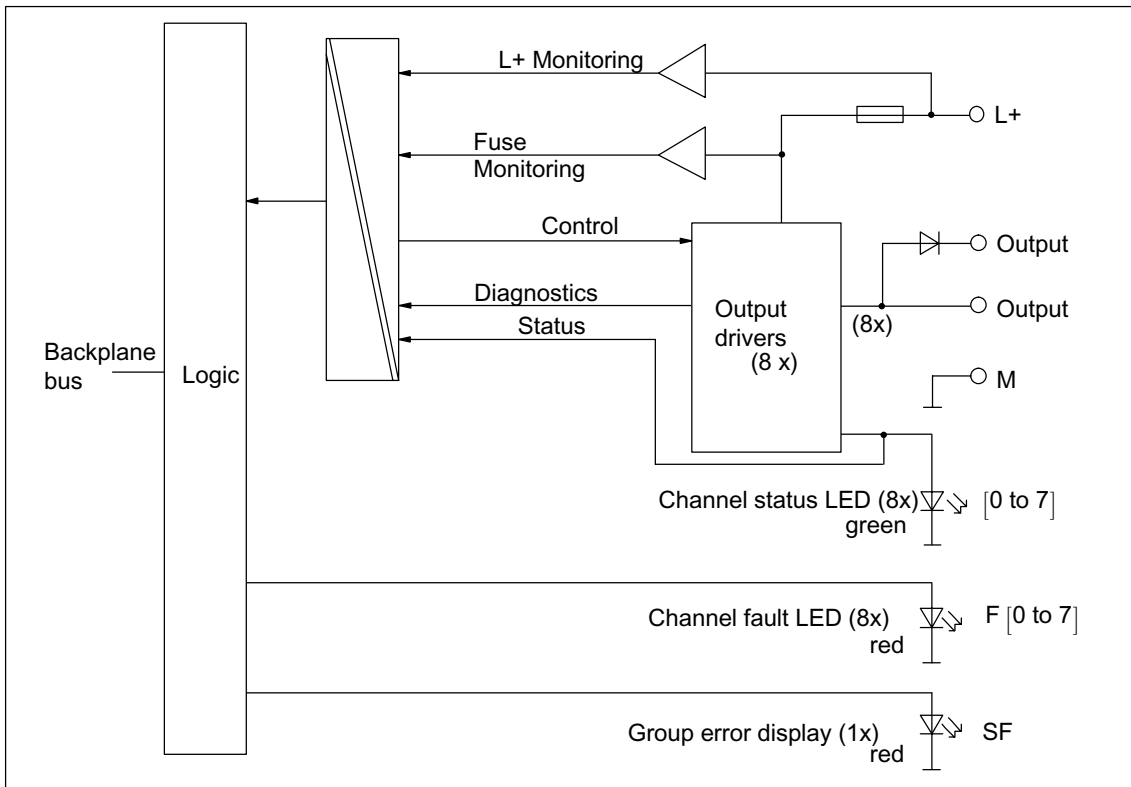 L+ Monitoring
L+
Fuse
Monitoring
Control
Output
Diagnostics
Output
drivers
(8 x)
(8x)
Output
Status
Backplane
bus
Logic
M
Channel status LED (8x)
green
[0 to 7]
Channel fault LED (8x)
red
F [0 to 7]
Group error display (1x)
red
SF